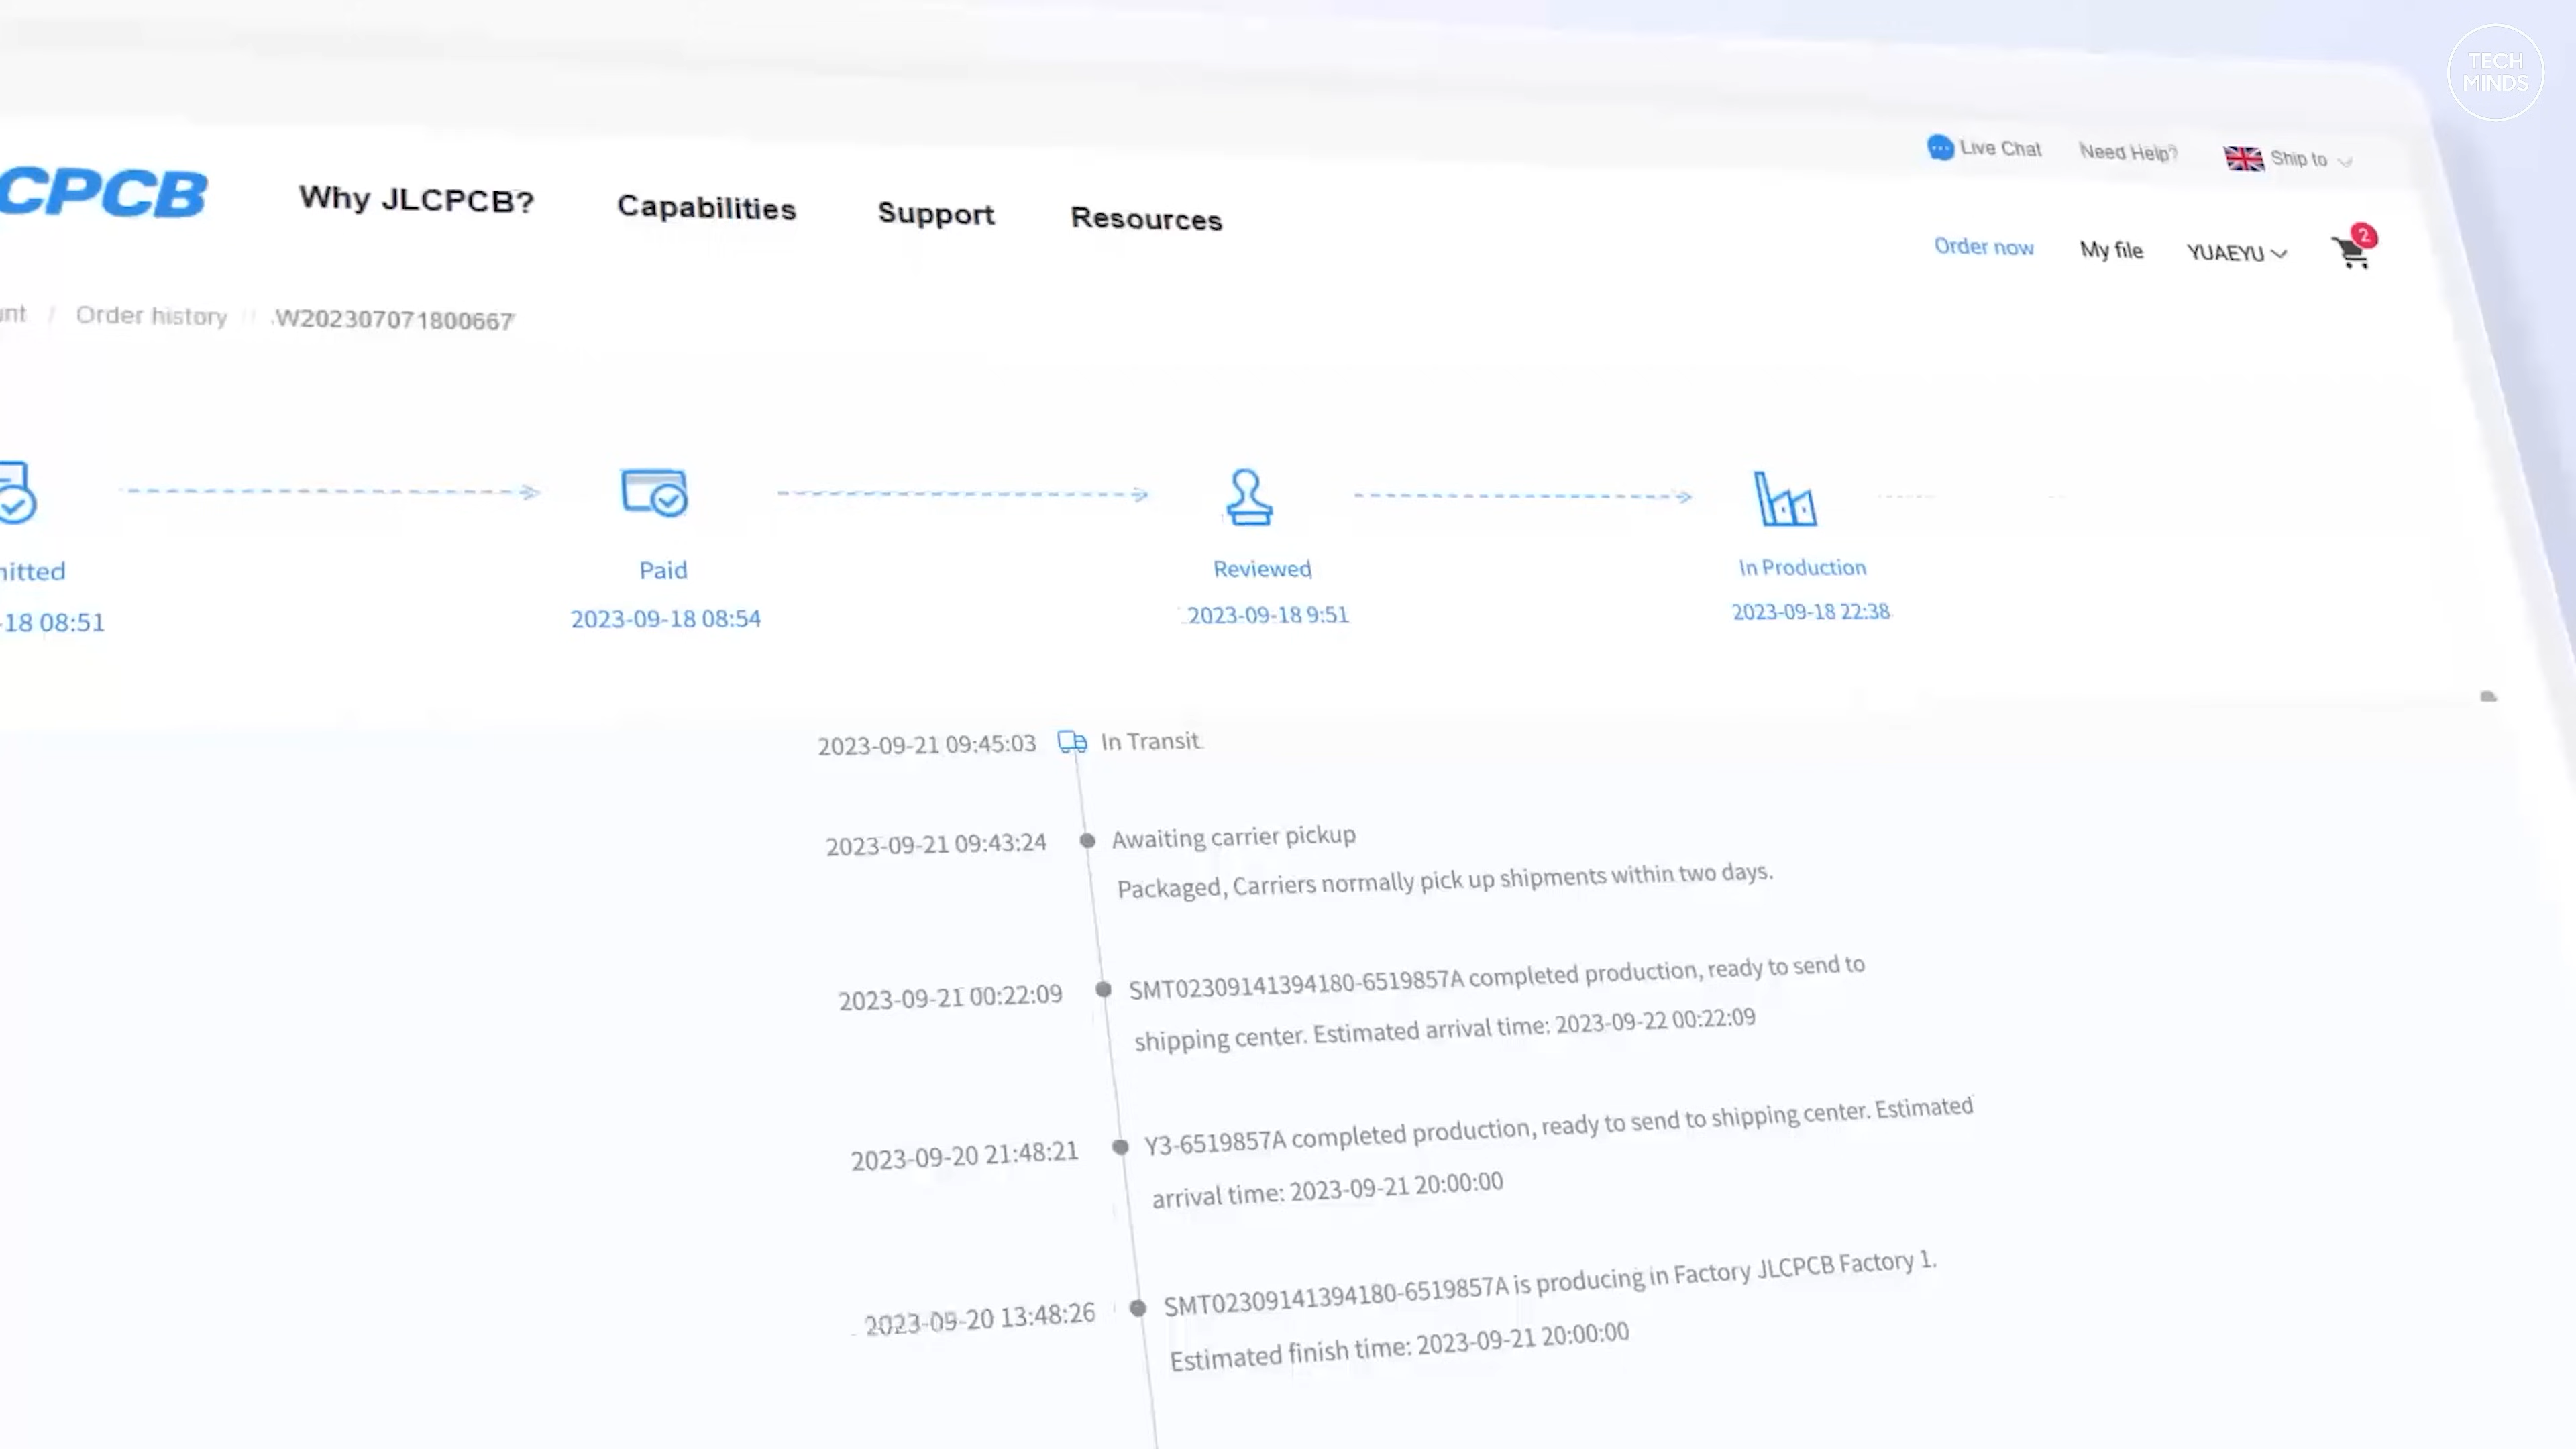 TECH
MINDS
Live Chat Need Help? Ship to
CPCB Why JLCPCB? Capabilities Support Resources
Order now My file YUAEYU 2
Order history W202307071800667
Paid Reviewed In Production
-18 08:51 2023-09-18 08:54 2023-09-18 9:51 2023-09-18 22:38
2023-09-21 09:45:03 In Transit
2023-09-21 09:43:24 Awaiting carrier pickup
Packaged, Carriers normally pick up shipments within two days.
2023-09-21 00:22:09 SMT02309141394180-6519857A completed production, ready to send to
shipping center. Estimated arrival time: 2023-09-22 00:22:09
2023-09-20 21:48:21 Y3-6519857A completed production, ready to send to shipping center. Estimated
arrival time: 2023-09-21 20:00:00
2023-09-20 13:48:26 SMT02309141394180-6519857A is producing in Factory JLCPCB Factory 1.
Estimated finish time: 2023-09-21 20:00:00